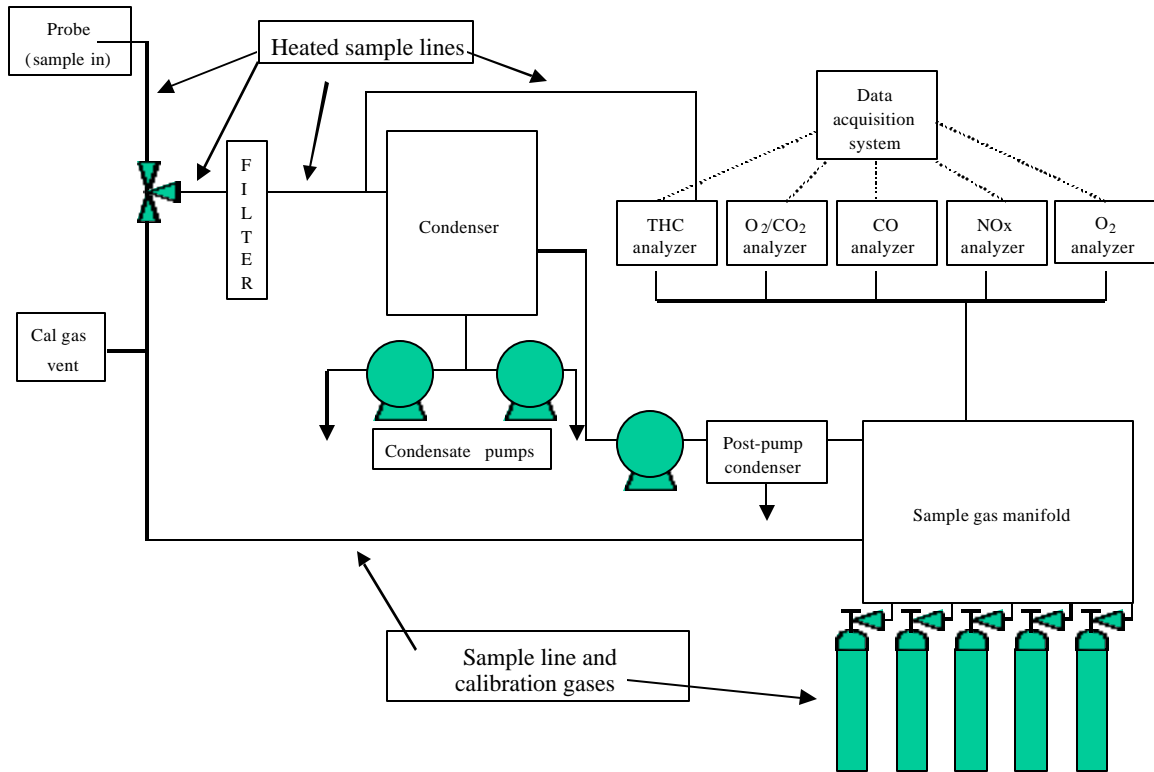 Probe
(sample in)
Heated sample lines
Data
acquisition
system
F
I
L
T
E
R
Condenser
THC
analyzer
O2/CO2
analyzer
CO
analyzer
NOx
analyzer
O2
analyzer
Cal gas
vent
Condensate pumps
Post-pump
condenser
Sample gas manifold
Sample line and
calibration gases